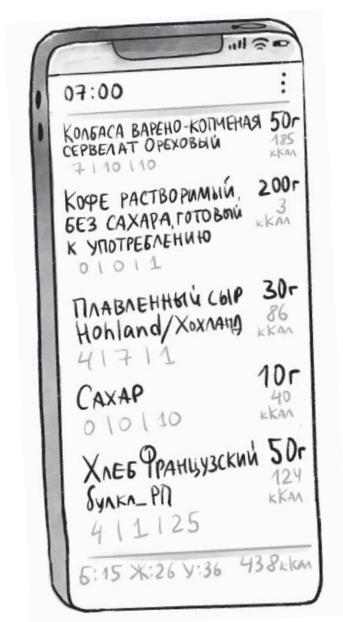 07:00
КОЛБАСА ВАРЕНО-КОПЧЕНАЯ 50г
СЕРВЕЛАТ ОРЕХОВЫЙ 185
7 | 10 | 10 кКАЛ
КОФЕ РАСТВОРИМЫЙ, 200г
БЕЗ САХАРА, ГОТОВЫЙ 3
К УПОТРЕБЛЕНИЮ кКАЛ
0 | 0 | 1
ПЛАВЛЕННЫЙ СЫР 30г
Hohland/ХОХЛАНД 86
4 | 7 | 1 кКАЛ
САХАР 10г
0 | 0 | 10 40
кКАЛ
ХЛЕБ ФРАНЦУЗСКИЙ 50г
булка_РП 124
4 | 1 | 25 кКАЛ
Б:15 Ж:26 У:36 438ккал